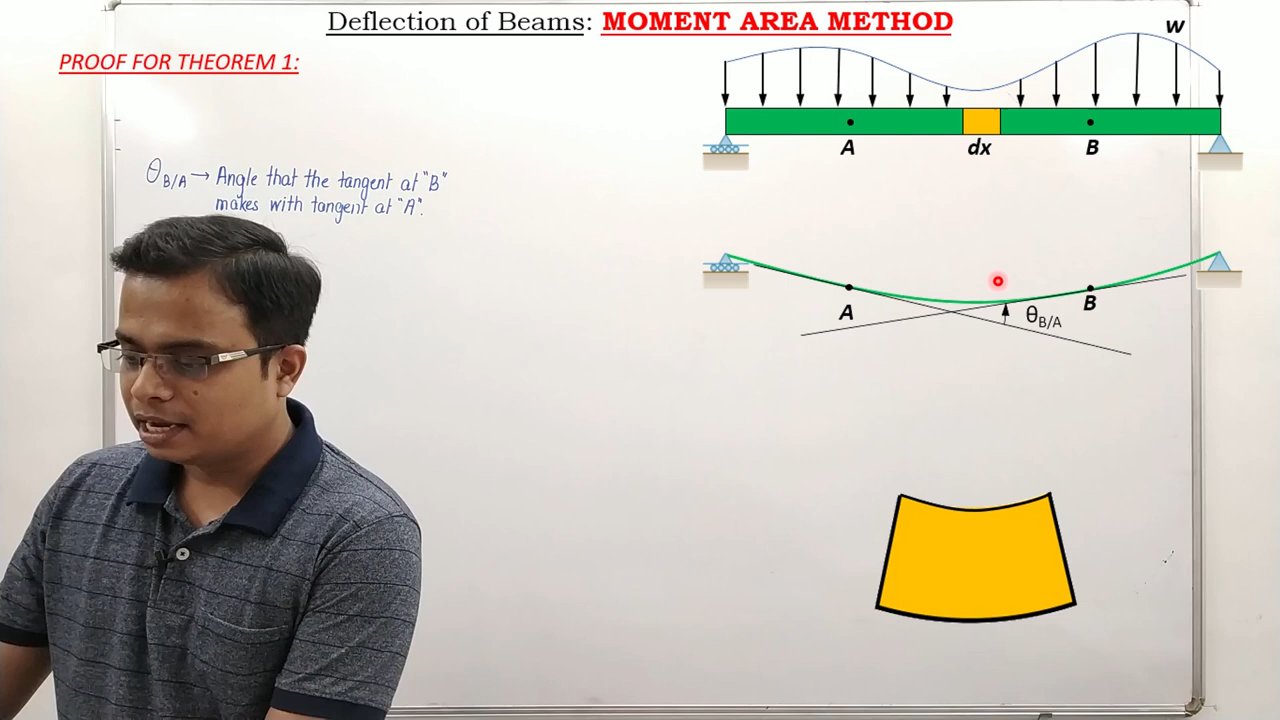 Deflection of Beams: MOMENT AREA METHOD
PROOF FOR THEOREM 1:
w
A dx B
θB/A → Angle that the tangent at "B"
makes with tangent at "A".
A B
θB/A